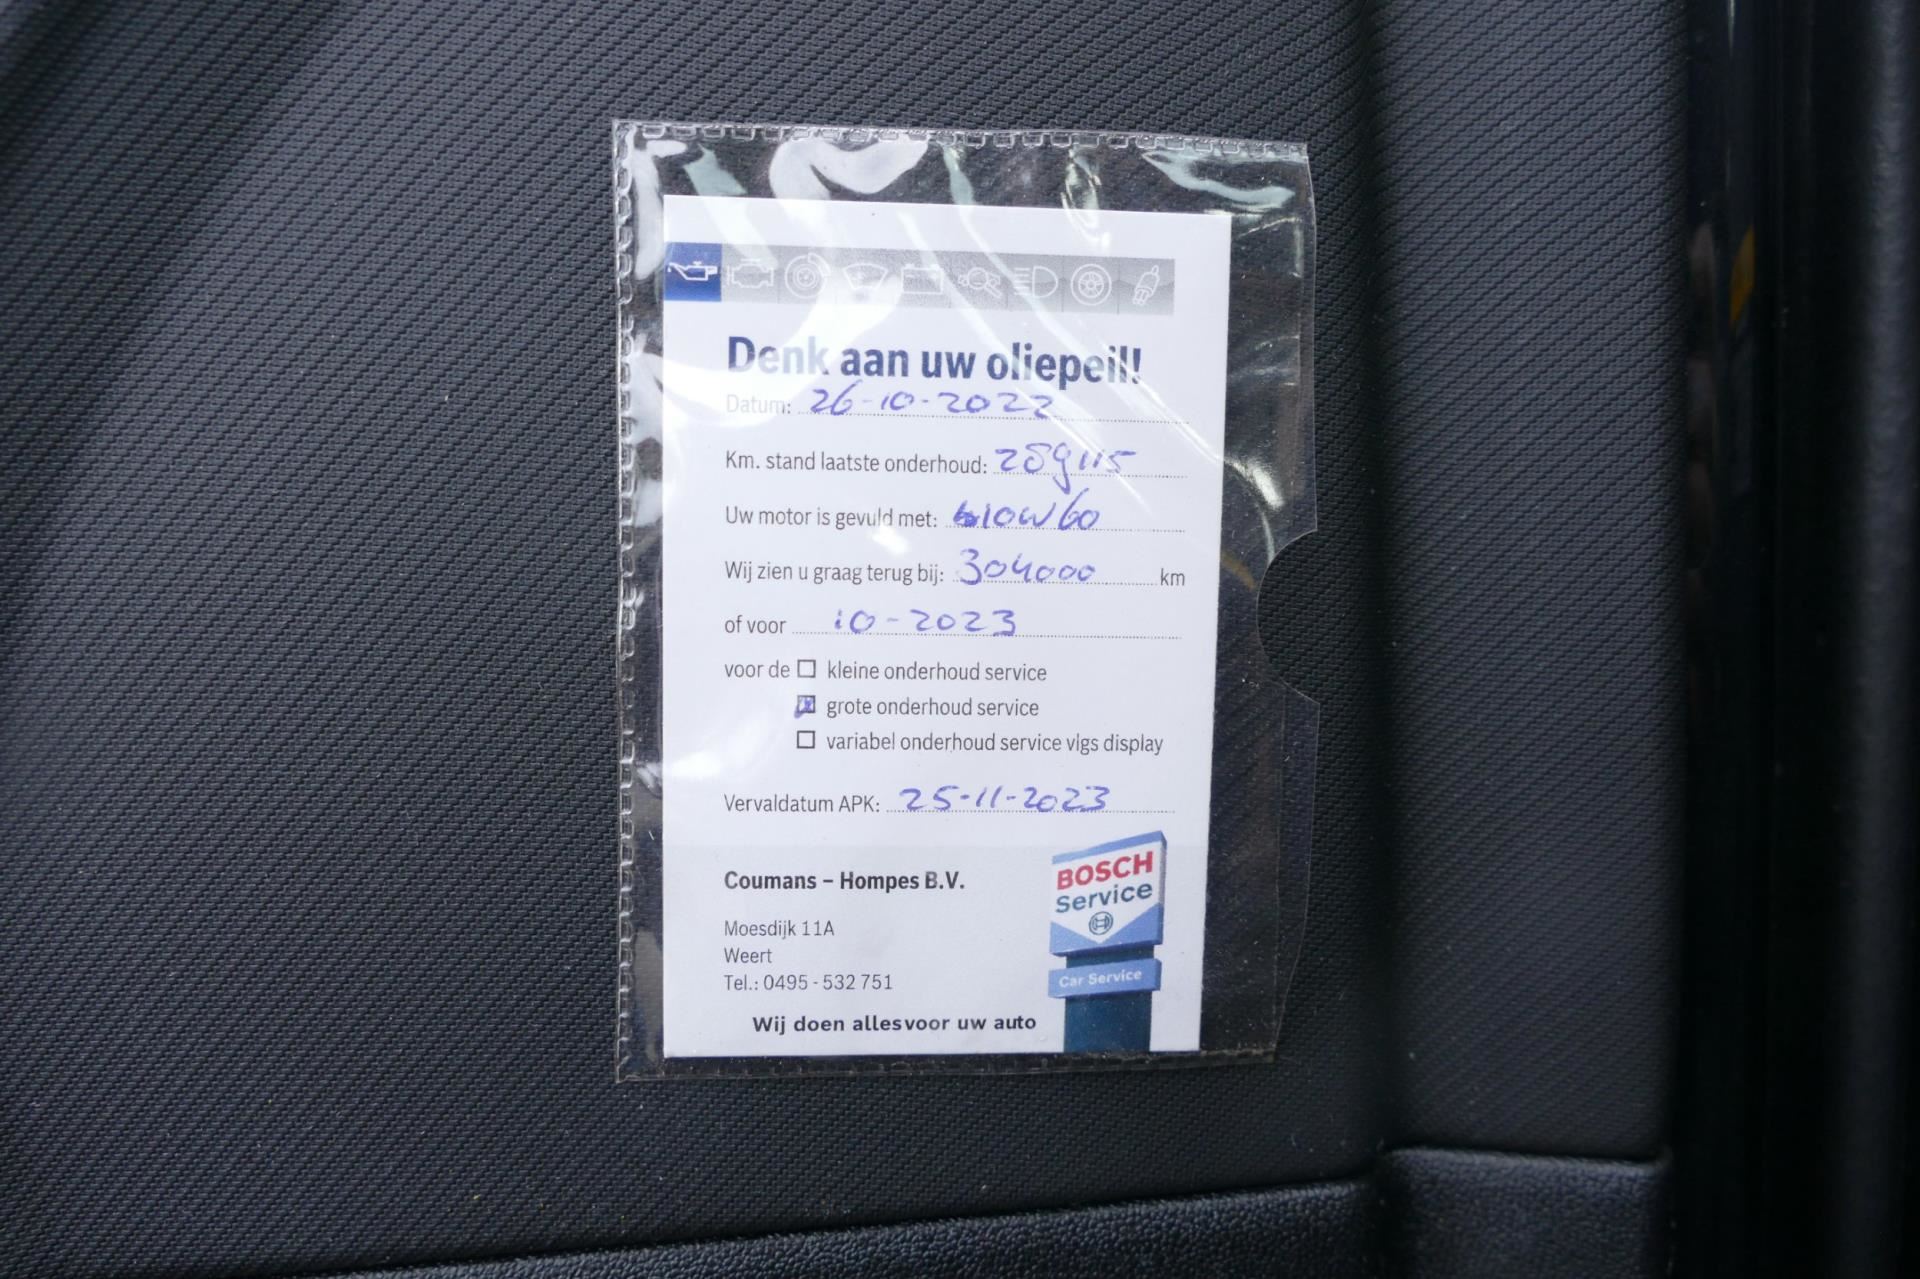 Denk aan uw oliepeil!
Datum: 26-10-2022
Km. stand laatste onderhoud: 289115
Uw motor is gevuld met: 10W60
Wij zien u graag terug bij: 304000 km
of voor 10-2023
voor de ☐ kleine onderhoud service
☒ grote onderhoud service
☐ variabel onderhoud service vlgs display
Vervaldatum APK: 25-11-2023
Coumans – Hompes B.V.
Moesdijk 11A
Weert
Tel.: 0495 - 532 751
Wij doen allesvoor uw auto
BOSCH
Service
Car Service